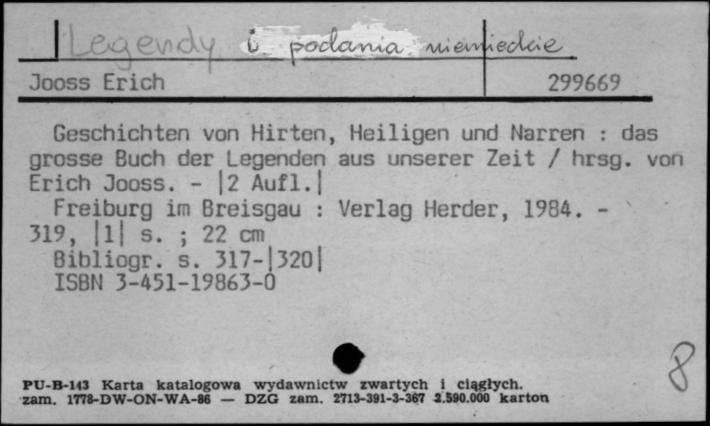 Legendy i podania niemieckie
Jooss Erich 299669
Geschichten von Hirten, Heiligen und Narren : das
grosse Buch der Legenden aus unserer Zeit / hrsg. von
Erich Jooss. - |2 Aufl.|
Freiburg im Breisgau : Verlag Herder, 1984. -
319, |1| s. ; 22 cm
Bibliogr. s. 317-|320|
ISBN 3-451-19863-0
8
PU-B-143 Karta katalogowa wydawnictw zwartych i ciągłych.
zam. 1778-DW-ON-WA-86 — DZG zam. 2713-391-3-367 2.590.000 karton